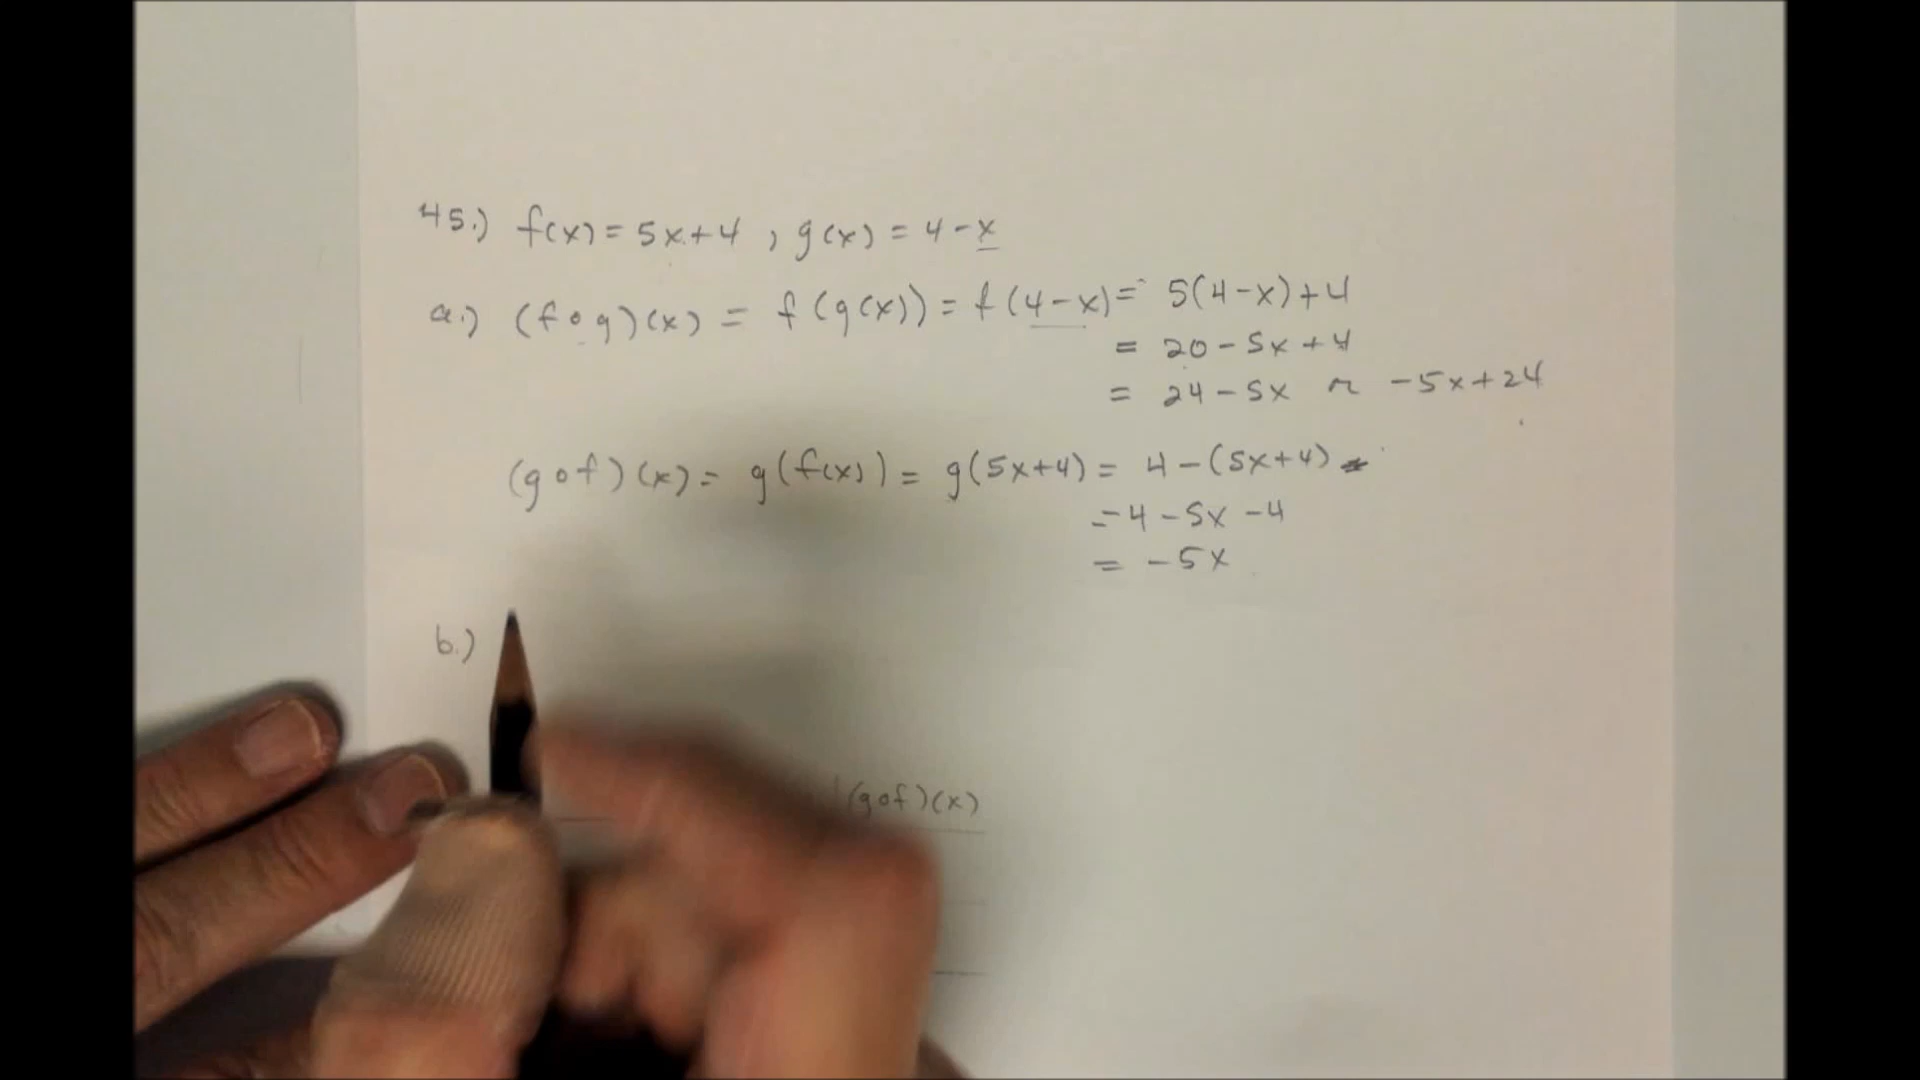 45.) f(x) = 5x+4 , g(x) = 4-x
a.) (f∘g)(x) = f(g(x)) = f(4-x) = 5(4-x)+4
= 20-5x+4
= 24-5x or -5x+24
(g∘f)(x) = g(f(x)) = g(5x+4) = 4-(5x+4)
= 4-5x-4
= -5x
b.)
(g∘f)(x)